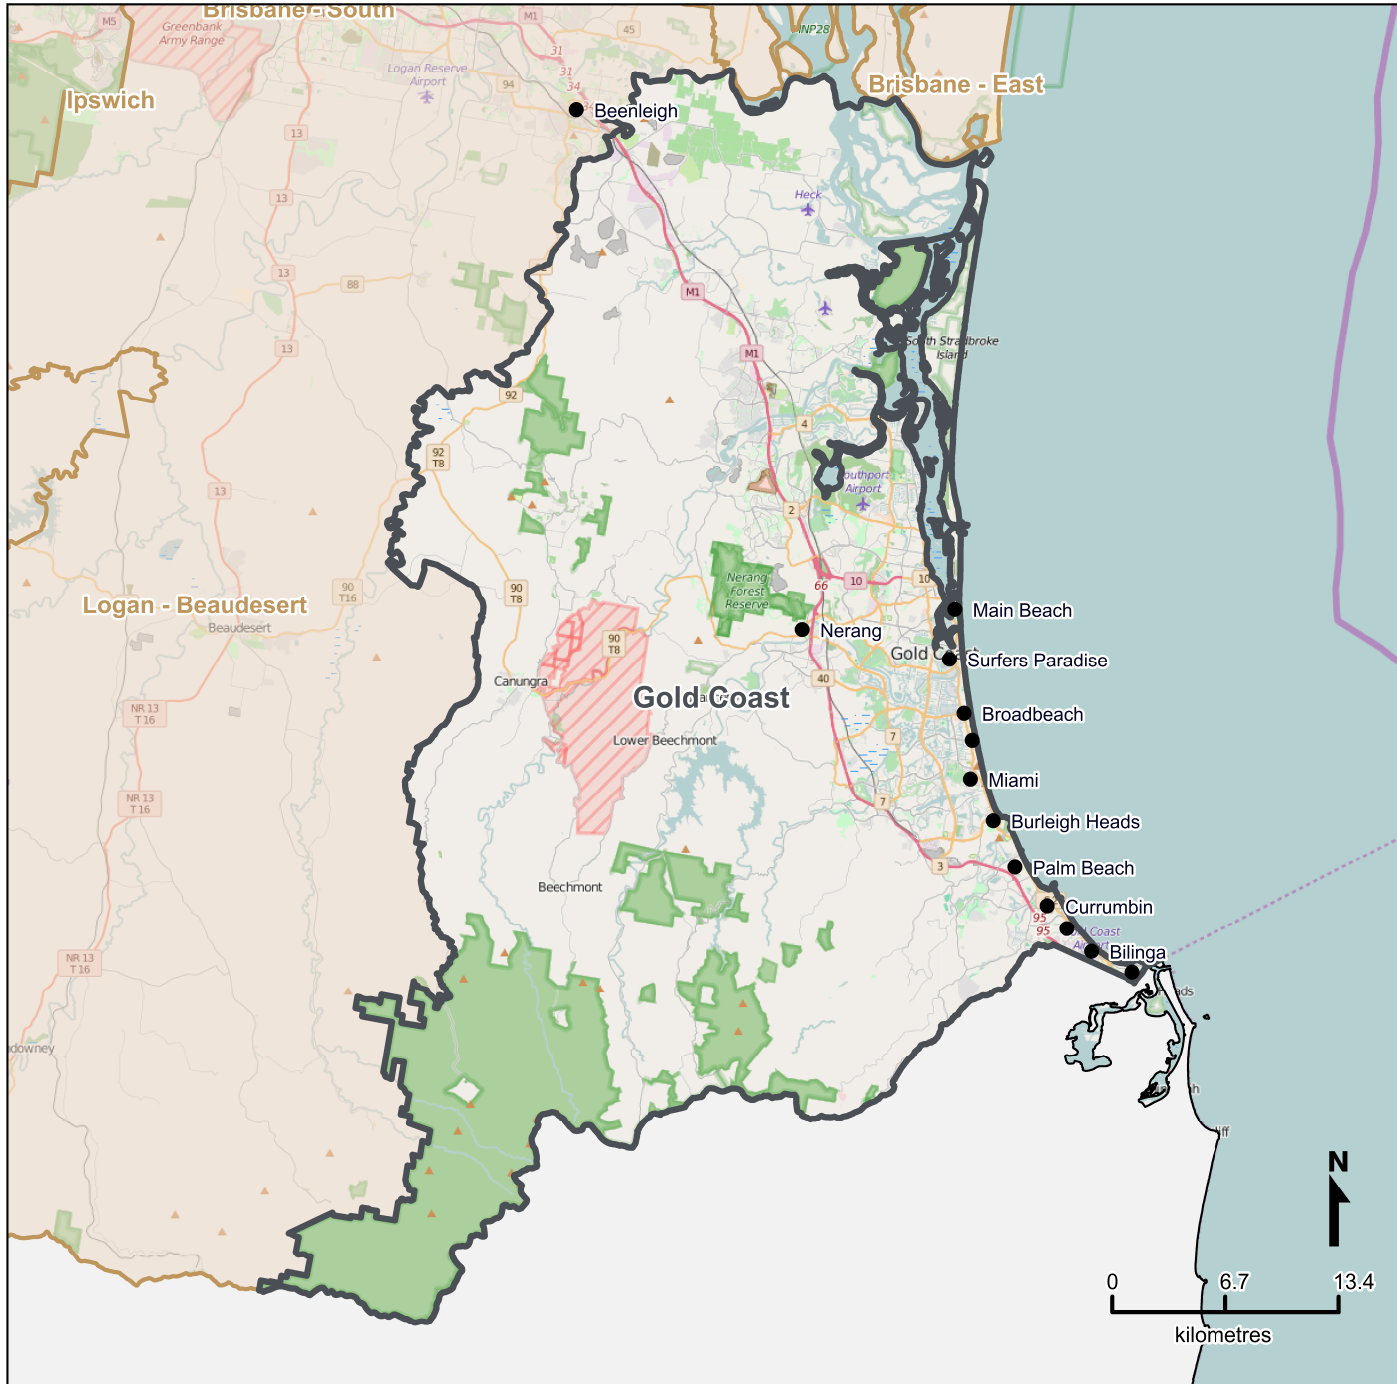 Brisbane - South
M5
Greenbank
Army Range
M1
31
45
INP28
31
34
94
Logan Reserve
Airport
Ipswich
Brisbane - East
Beenleigh
13
13
Heck
13
88
M1
13
M1
South Stradbroke
Island
92
4
92
T8
13
Airport
2
90
T16
90
T8
Nerang
Forest
Reserve
66
10
10
Logan - Beaudesert
Beaudesert
Main Beach
Nerang
90
T8
Gold Coast
Surfers Paradise
Canungra
40
Gold Coast
NR 13
T 16
Broadbeach
7
Lower Beechmont
Miami
NR 13
T 16
7
Burleigh Heads
3
Palm Beach
Beechmont
Currumbin
95
95
Coast
Bilinga
NR 13
T 16
N
0
6.7
13.4
kilometres